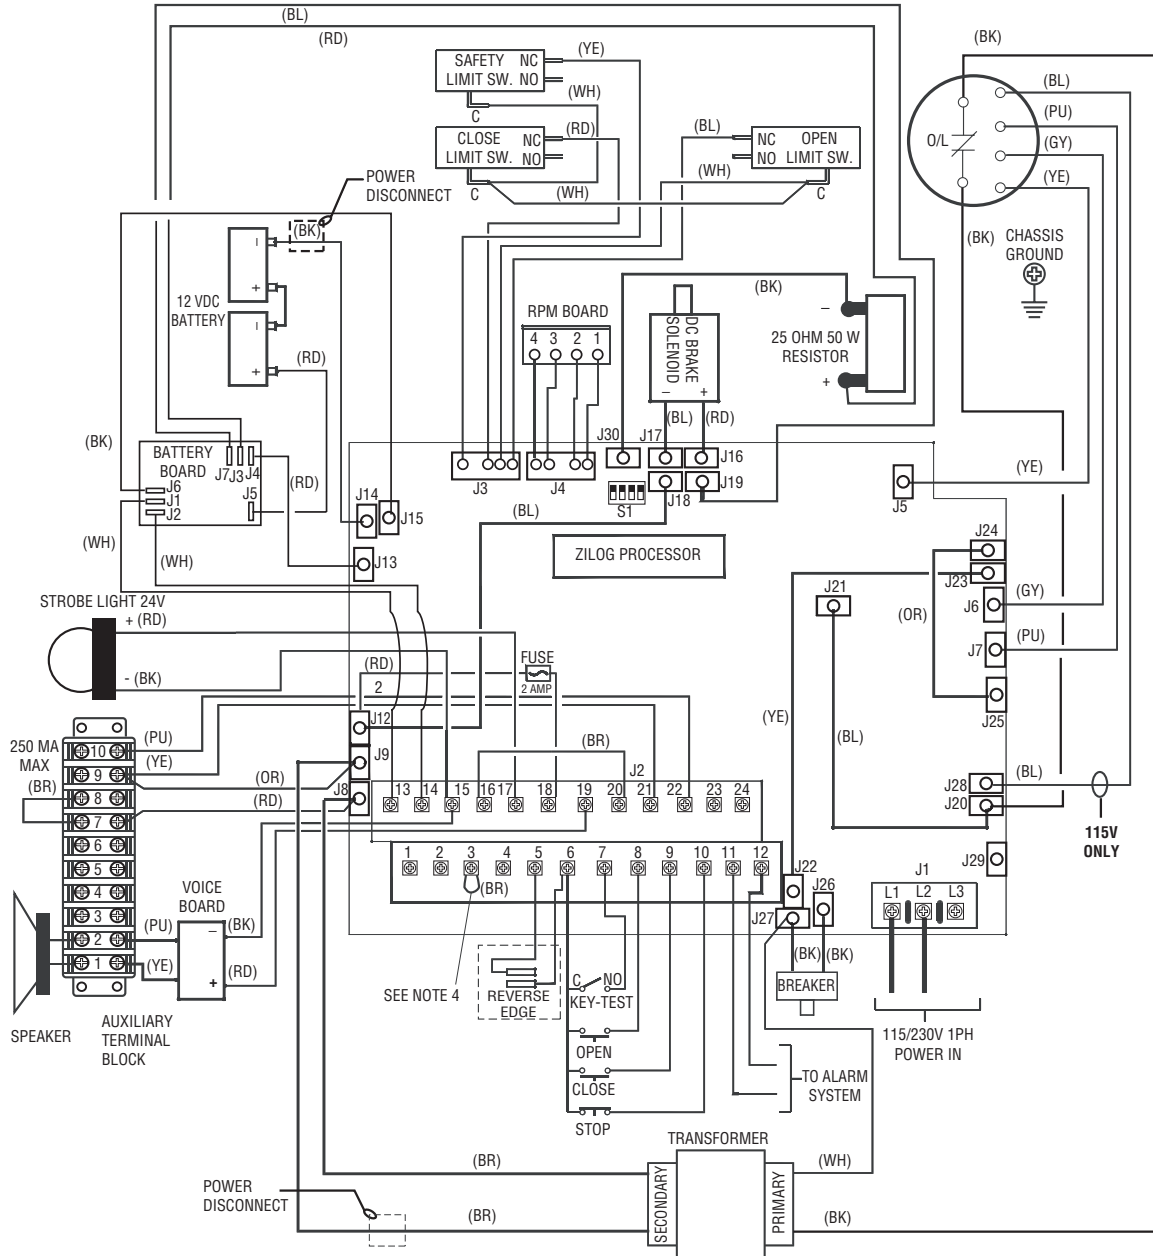 (BL)
(RD)
(BK)
SAFETY NC
LIMIT SW. NO
(YE)
(WH)
C
CLOSE NC
LIMIT SW. NO
(RD)
C
(WH)
(BL)
NC OPEN
NO LIMIT SW.
(WH)
C
O/L
(BL)
(PU)
(GY)
(YE)
(BK)
CHASSIS
GROUND
POWER
DISCONNECT
(BK)
–
+
12 VDC
BATTERY
–
+
(RD)
RPM BOARD
4 3 2 1
DC BRAKE
SOLENOID
– +
(BL) (RD)
(BK)
–
25 OHM 50 W
RESISTOR
+
(BK)
BATTERY
BOARD
J7 J3 J4
J6
J1
J2
J5
(RD)
(WH)
(WH)
J14
J15
J13
J3
J4
J30
J17
J16
J18
J19
S1
(BL)
ZILOG PROCESSOR
J5
(YE)
J24
J23
J6
(GY)
J7
(PU)
(OR)
J25
J21
(YE)
(BL)
J28
J20
(BL)
115V
ONLY
J29
STROBE LIGHT 24V
+ (RD)
- (BK)
(RD)
2
FUSE
2 AMP
J12
J9
J8
250 MA
MAX
(BR)
10
9
8
7
6
5
4
3
2
1
(PU)
(YE)
(OR)
(RD)
(BR)
J2
13 14 15 16 17 18 19 20 21 22 23 24
1 2 3 4 5 6 7 8 9 10 11 12
(BR)
J22
J26
J27
J1
L1 L2 L3
VOICE
BOARD
(PU)
(YE)
–
+
(BK)
(RD)
SPEAKER
AUXILIARY
TERMINAL
BLOCK
SEE NOTE 4
REVERSE
EDGE
C NO
KEY-TEST
OPEN
CLOSE
STOP
(BK) (BK)
BREAKER
115/230V 1PH
POWER IN
TO ALARM
SYSTEM
TRANSFORMER
SECONDARY
PRIMARY
(WH)
(BK)
(BR)
(BR)
POWER
DISCONNECT